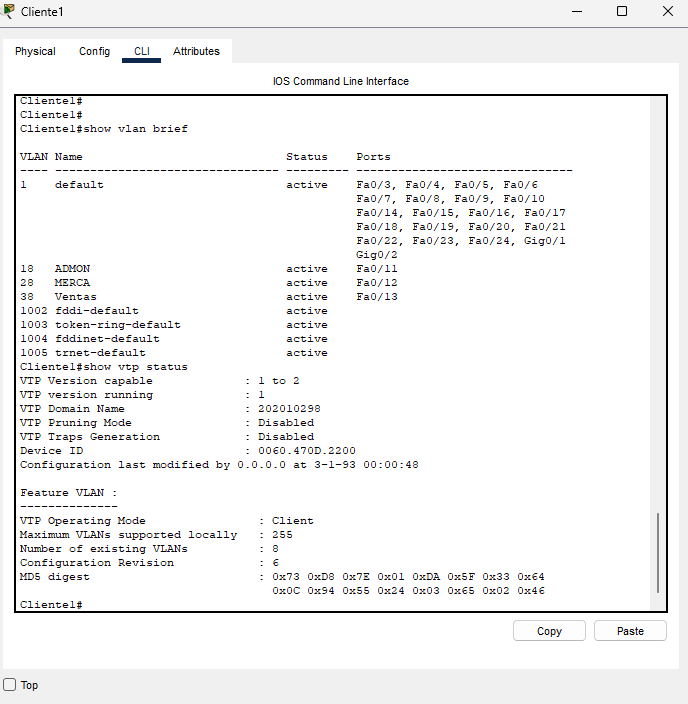 Cliente1
Physical Config CLI Attributes
IOS Command Line Interface
Cliente1#
Cliente1#
Cliente1#show vlan brief
VLAN Name                             Status    Ports
---- -------------------------------- --------- -------------------------------
1    default                          active    Fa0/3, Fa0/4, Fa0/5, Fa0/6
                                                Fa0/7, Fa0/8, Fa0/9, Fa0/10
                                                Fa0/14, Fa0/15, Fa0/16, Fa0/17
                                                Fa0/18, Fa0/19, Fa0/20, Fa0/21
                                                Fa0/22, Fa0/23, Fa0/24, Gig0/1
                                                Gig0/2
18   ADMON                            active    Fa0/11
28   MERCA                            active    Fa0/12
38   Ventas                           active    Fa0/13
1002 fddi-default                     active
1003 token-ring-default               active
1004 fddinet-default                  active
1005 trnet-default                    active
Cliente1#show vtp status
VTP Version capable             : 1 to 2
VTP version running             : 1
VTP Domain Name                 : 202010298
VTP Pruning Mode                : Disabled
VTP Traps Generation            : Disabled
Device ID                       : 0060.470D.2200
Configuration last modified by 0.0.0.0 at 3-1-93 00:00:48
Feature VLAN :
--------------
VTP Operating Mode                : Client
Maximum VLANs supported locally   : 255
Number of existing VLANs          : 8
Configuration Revision            : 6
MD5 digest                        : 0x73 0xD8 0x7E 0x01 0xDA 0x5F 0x33 0x64
                                    0x0C 0x94 0x55 0x24 0x03 0x65 0x02 0x46
Cliente1#
Copy Paste
Top